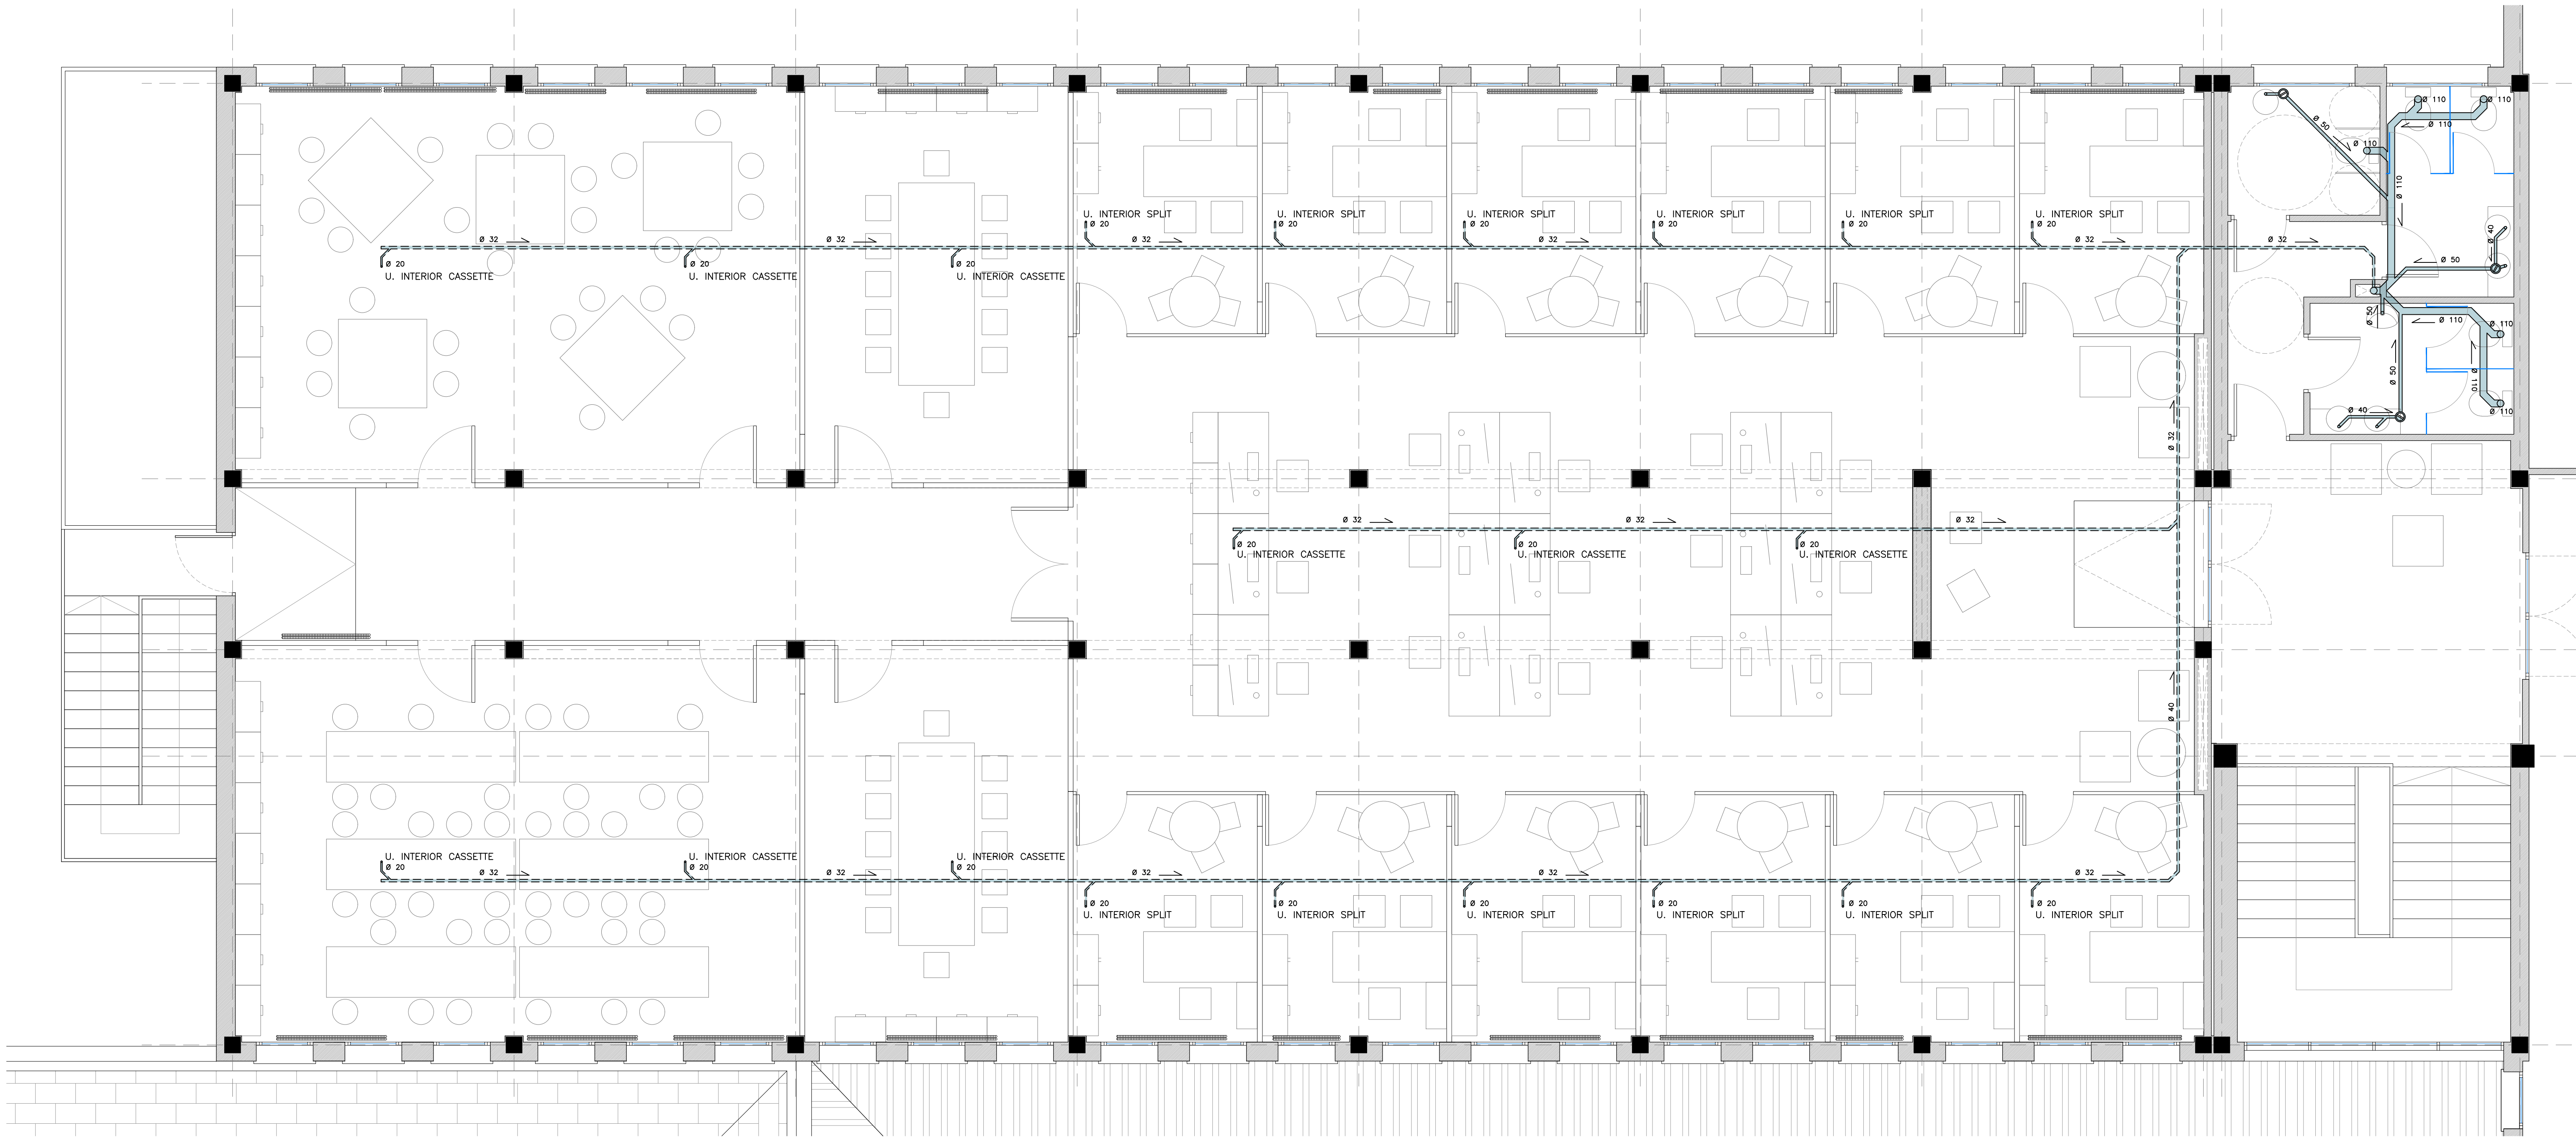 Ø 110
Ø 110
Ø 50
Ø 110
Ø 110
Ø 110
U. INTERIOR SPLIT
Ø 20
U. INTERIOR SPLIT
Ø 20
U. INTERIOR SPLIT
Ø 20
U. INTERIOR SPLIT
Ø 20
U. INTERIOR SPLIT
Ø 20
U. INTERIOR SPLIT
Ø 20
Ø 40
Ø 32
Ø 32
Ø 32
Ø 32
Ø 32
Ø 32
Ø 50
Ø 20
U. INTERIOR CASSETTE
Ø 20
U. INTERIOR CASSETTE
Ø 20
U. INTERIOR CASSETTE
Ø 50
Ø 110
Ø 110
Ø 50
Ø 110
Ø 40
Ø 110
Ø 32
Ø 32
Ø 32
Ø 32
Ø 20
U. INTERIOR CASSETTE
Ø 20
U. INTERIOR CASSETTE
Ø 20
U. INTERIOR CASSETTE
Ø 40
U. INTERIOR CASSETTE
Ø 20
U. INTERIOR CASSETTE
Ø 20
U. INTERIOR CASSETTE
Ø 20
Ø 32
Ø 32
Ø 32
Ø 32
Ø 32
Ø 20
U. INTERIOR SPLIT
Ø 20
U. INTERIOR SPLIT
Ø 20
U. INTERIOR SPLIT
Ø 20
U. INTERIOR SPLIT
Ø 20
U. INTERIOR SPLIT
Ø 20
U. INTERIOR SPLIT